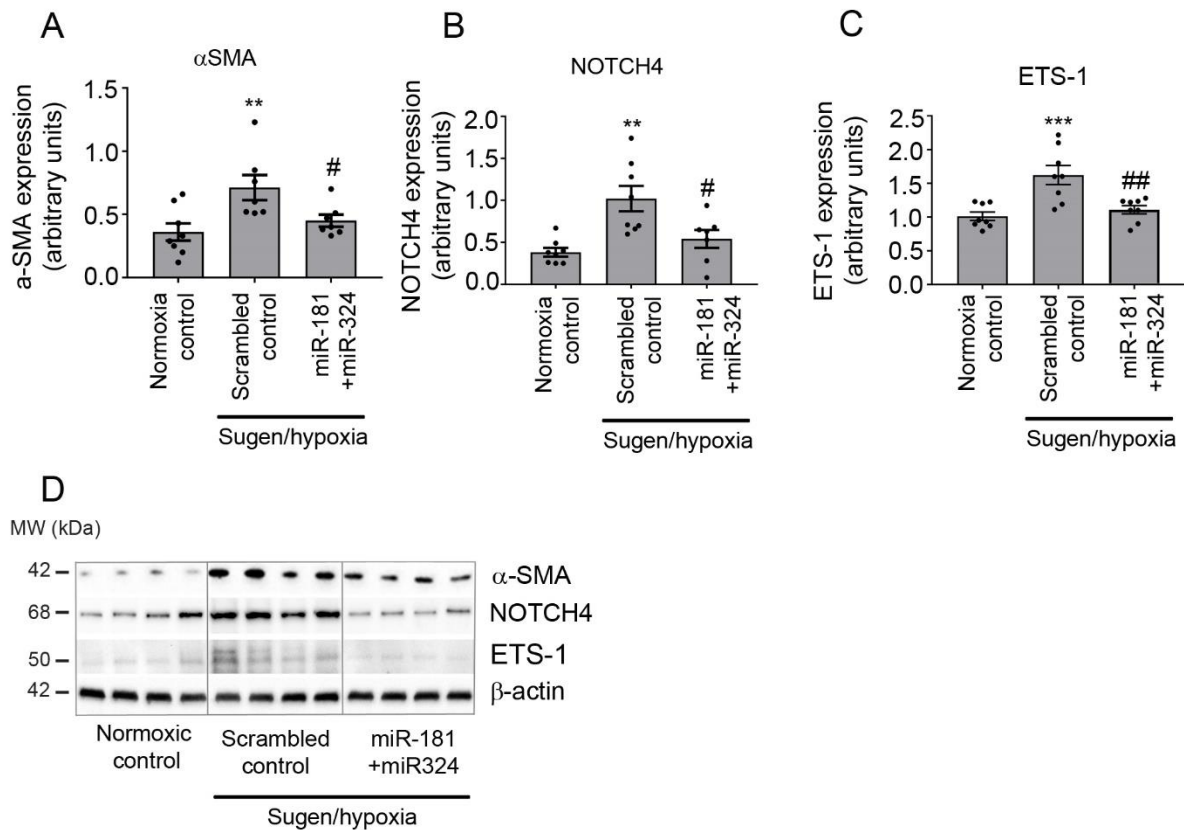 A
αSMA
a-SMA expression
(arbitrary units)
1.5
1.0
0.5
0.0
**
#
Normoxia
control
Scrambled
control
miR-181
+miR-324
Sugen/hypoxia
B
NOTCH4
NOTCH4 expression
(arbitrary units)
2.0
1.5
1.0
0.5
0.0
**
#
Normoxia
control
Scrambled
control
miR-181
+miR-324
Sugen/hypoxia
C
ETS-1
ETS-1 expression
(arbitrary units)
2.5
2.0
1.5
1.0
0.5
0.0
***
##
Normoxia
control
Scrambled
control
miR-181
+miR-324
Sugen/hypoxia
D
MW (kDa)
42
α-SMA
68
NOTCH4
50
ETS-1
42
β-actin
Normoxic
control
Scrambled
control
miR-181
+miR324
Sugen/hypoxia